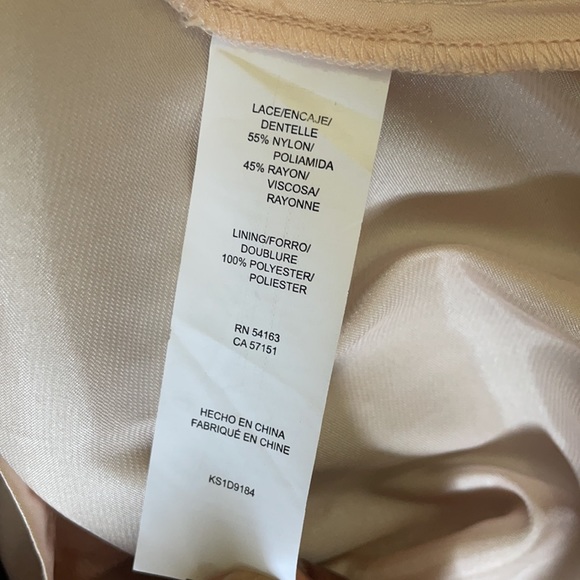 LACE/ENCAJE/
DENTELLE
55% NYLON/
POLIAMIDA
45% RAYON/
VISCOSA/
RAYONNE
LINING/FORRO/
DOUBLURE
100% POLYESTER/
POLIESTER
RN 54163
CA 57151
HECHO EN CHINA
FABRIQUÉ EN CHINE
KS1D9184